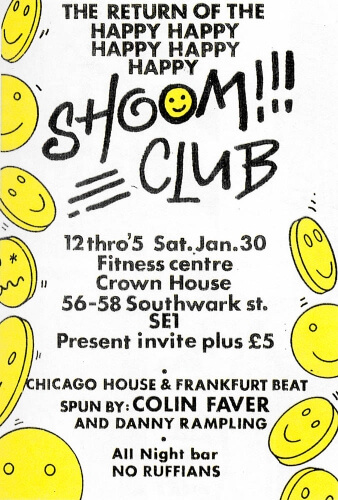 THE RETURN OF THE
HAPPY HAPPY
HAPPY HAPPY
HAPPY
SHOOM!!!
CLUB
12thro'5 Sat.Jan.30
Fitness centre
Crown House
56-58 Southwark st.
SE1
Present invite plus £5
•
CHICAGO HOUSE & FRANKFURT BEAT
SPUN BY: COLIN FAVER
AND DANNY RAMPLING
•
All Night bar
NO RUFFIANS